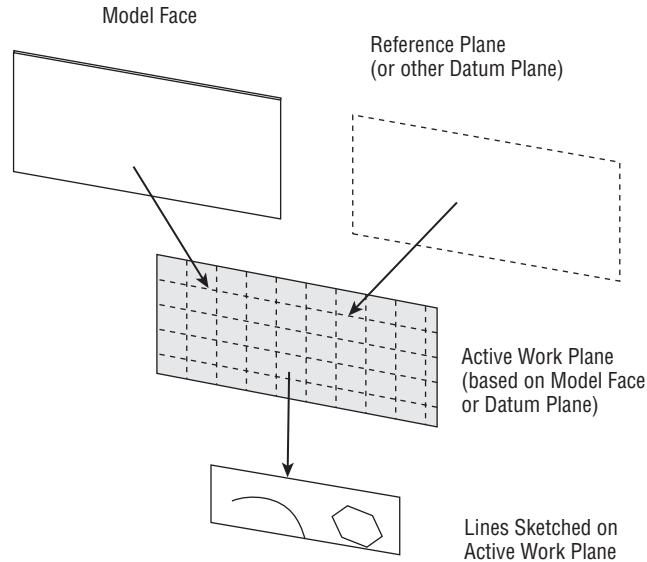 Model Face
Reference Plane
(or other Datum Plane)
Active Work Plane
(based on Model Face
or Datum Plane)
Lines Sketched on
Active Work Plane